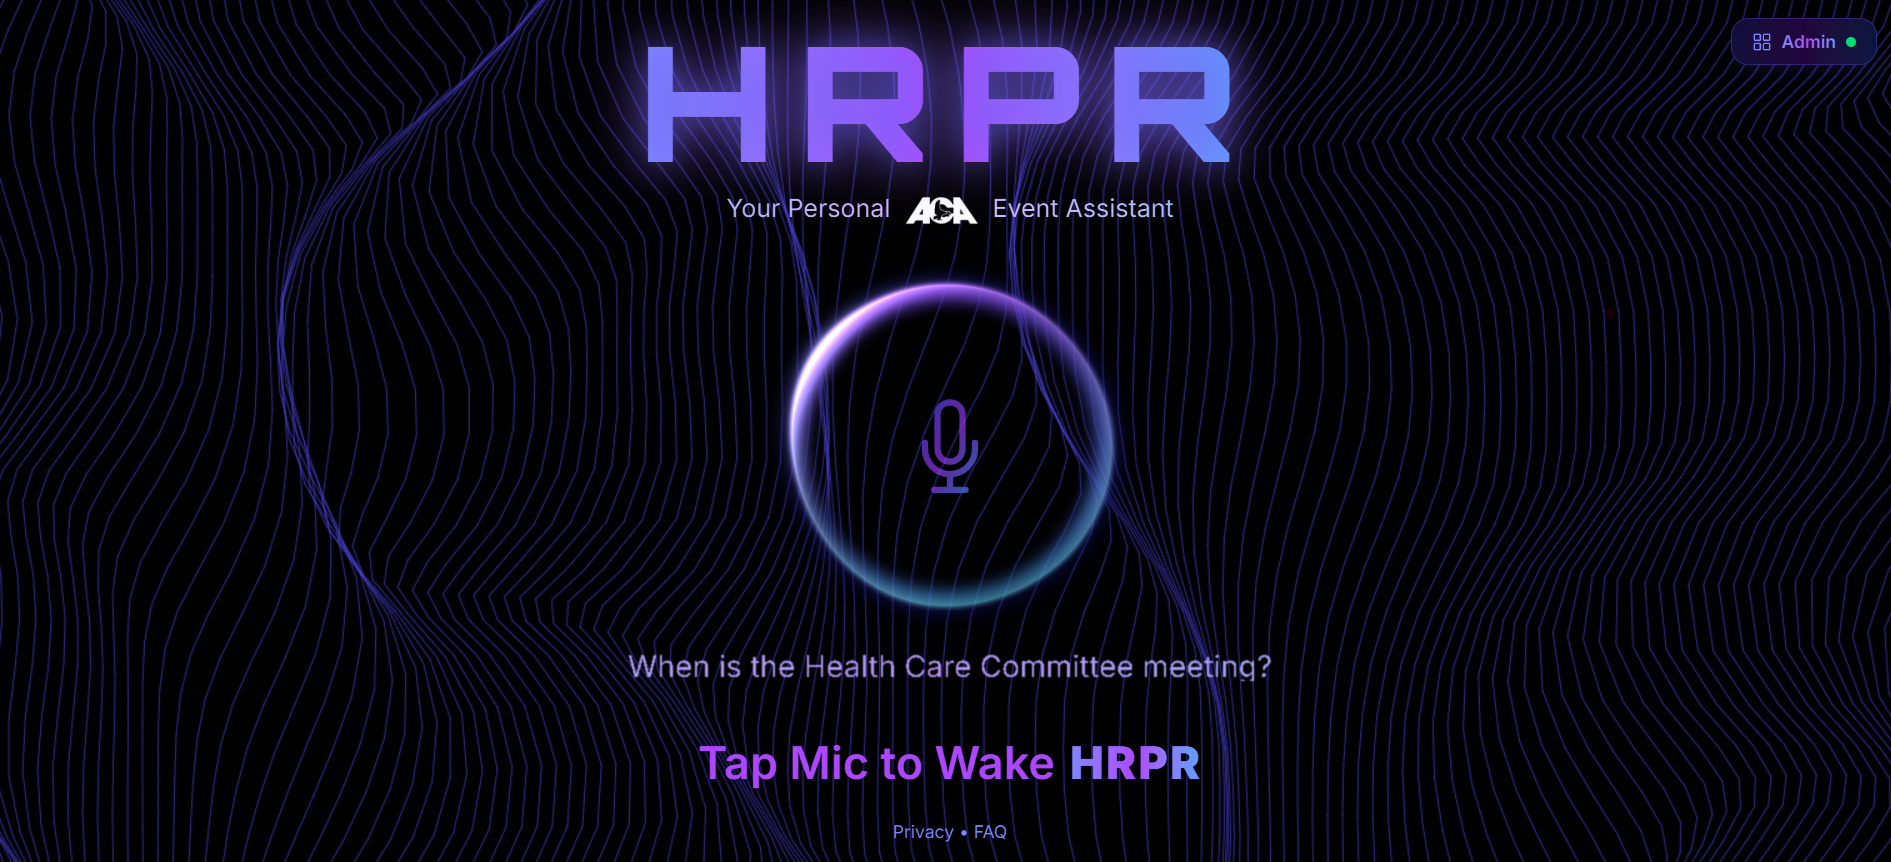 HRPR
Admin
Your Personal ACA Event Assistant
When is the Health Care Committee meeting?
Tap Mic to Wake HRPR
Privacy • FAQ